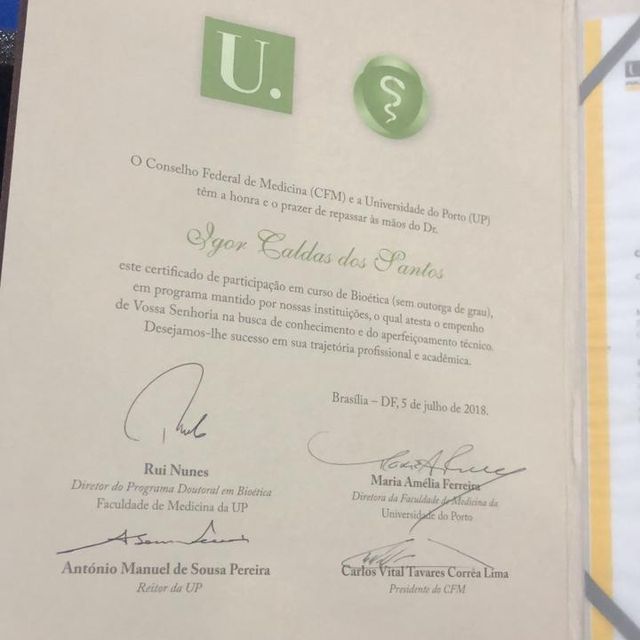 U.
O Conselho Federal de Medicina (CFM) e a Universidade do Porto (UP)
têm a honra e o prazer de repassar às mãos do Dr.
Igor Caldas dos Santos
este certificado de participação em curso de Bioética (sem outorga de grau),
em programa mantido por nossas instituições, o qual atesta o empenho
de Vossa Senhoria na busca de conhecimento e do aperfeiçoamento técnico.
Desejamos-lhe sucesso em sua trajetória profissional e acadêmica.
Brasília – DF, 5 de julho de 2018.
Rui Nunes
Diretor do Programa Doutoral em Bioética
Faculdade de Medicina da UP
Maria Amélia Ferreira
Diretora da Faculdade de Medicina da
Universidade do Porto
António Manuel de Sousa Pereira
Reitor da UP
Carlos Vital Tavares Corrêa Lima
Presidente do CFM